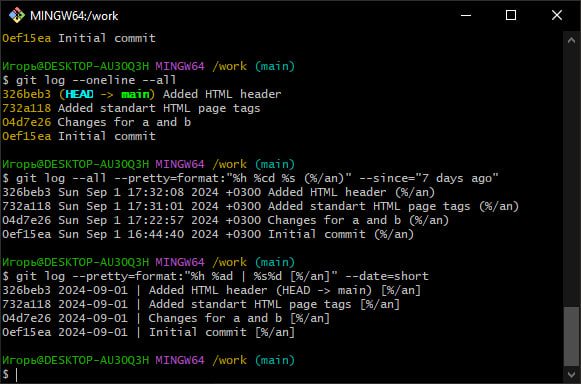 MINGW64:/work
0ef15ea Initial commit
Игорь@DESKTOP-AU3OQ3H MINGW64 /work (main)
$ git log --oneline --all
326beb3 (HEAD -> main) Added HTML header
732a118 Added standart HTML page tags
04d7e26 Changes for a and b
0ef15ea Initial commit
Игорь@DESKTOP-AU3OQ3H MINGW64 /work (main)
$ git log --all --pretty=format:"%h %cd %s (%/an)" --since="7 days ago"
326beb3 Sun Sep 1 17:32:08 2024 +0300 Added HTML header (%/an)
732a118 Sun Sep 1 17:31:01 2024 +0300 Added standart HTML page tags (%/an)
04d7e26 Sun Sep 1 17:22:57 2024 +0300 Changes for a and b (%/an)
0ef15ea Sun Sep 1 16:44:40 2024 +0300 Initial commit (%/an)
Игорь@DESKTOP-AU3OQ3H MINGW64 /work (main)
$ git log --pretty=format:"%h %ad | %s%d [%/an]" --date=short
326beb3 2024-09-01 | Added HTML header (HEAD -> main) [%/an]
732a118 2024-09-01 | Added standart HTML page tags [%/an]
04d7e26 2024-09-01 | Changes for a and b [%/an]
0ef15ea 2024-09-01 | Initial commit [%/an]
Игорь@DESKTOP-AU3OQ3H MINGW64 /work (main)
$